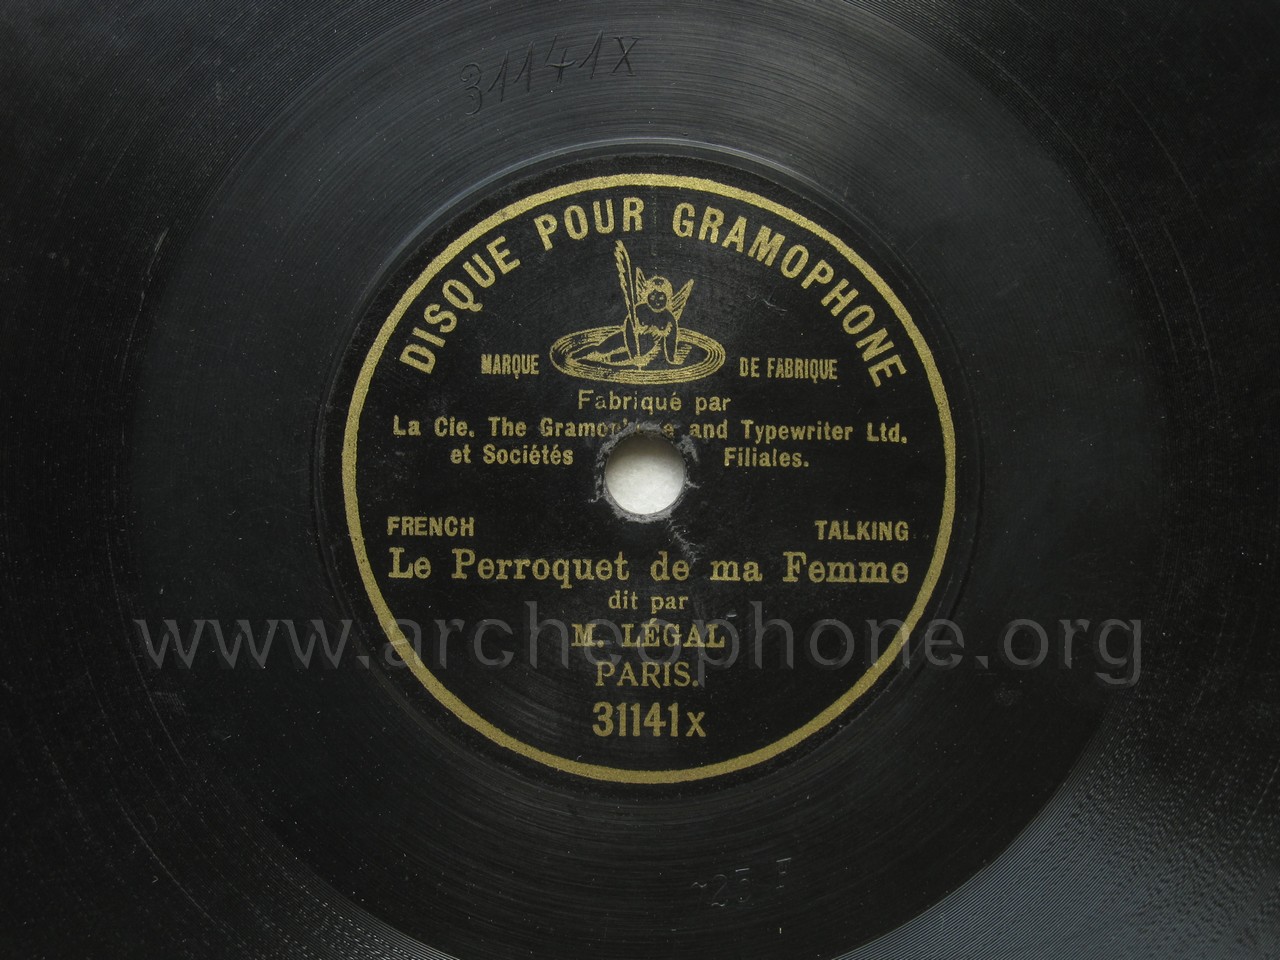 31141X
DISQUE POUR GRAMOPHONE
MARQUE DE FABRIQUE
Fabriqué par
La Cie. The Gramophone and Typewriter Ltd.
et Sociétés Filiales.
FRENCH TALKING
Le Perroquet de ma Femme
dit par
M. LÉGAL
www.archeophone.org
PARIS.
31141x